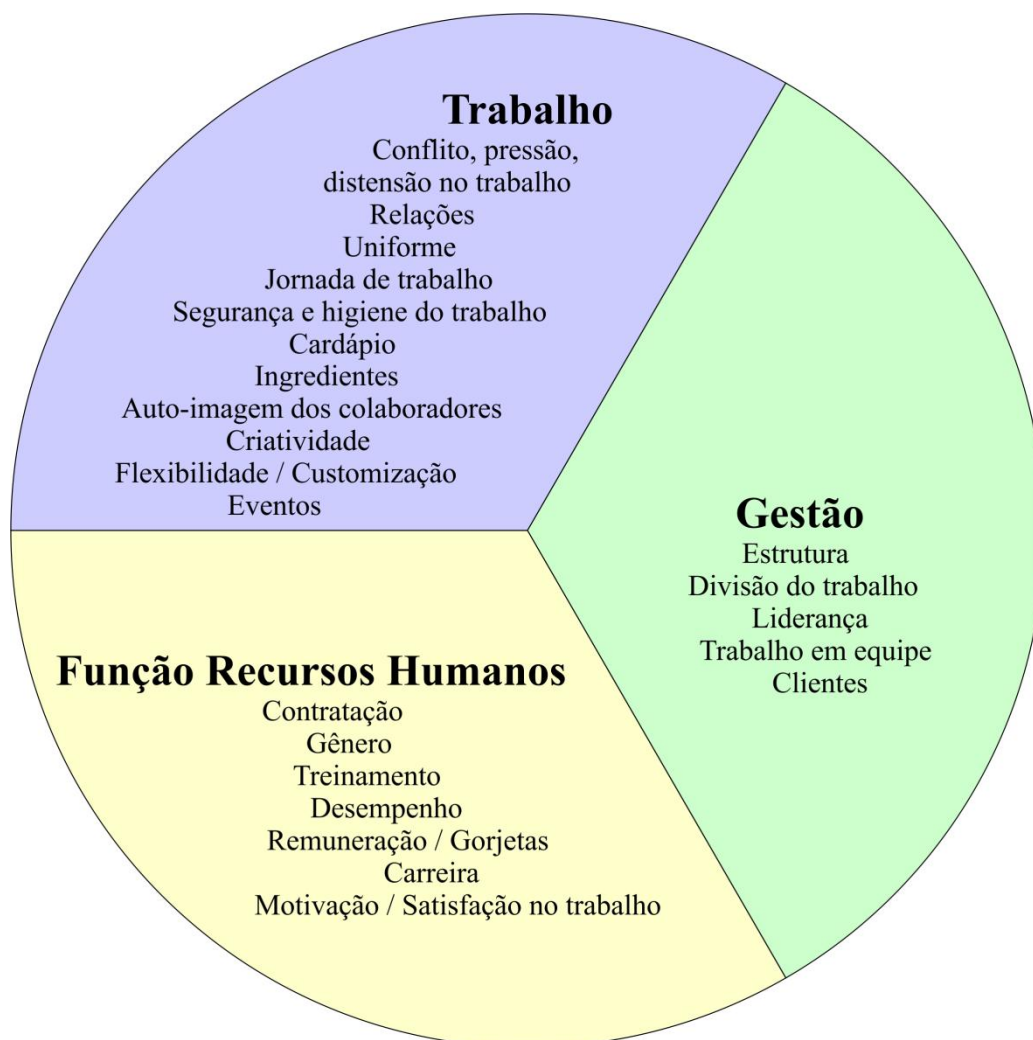 Trabalho
Conflito, pressão,
distensão no trabalho
Relações
Uniforme
Jornada de trabalho
Segurança e higiene do trabalho
Cardápio
Ingredientes
Auto-imagem dos colaboradores
Criatividade
Flexibilidade / Customização
Eventos
Gestão
Estrutura
Divisão do trabalho
Liderança
Trabalho em equipe
Clientes
Função Recursos Humanos
Contratação
Gênero
Treinamento
Desempenho
Remuneração / Gorjetas
Carreira
Motivação / Satisfação no trabalho